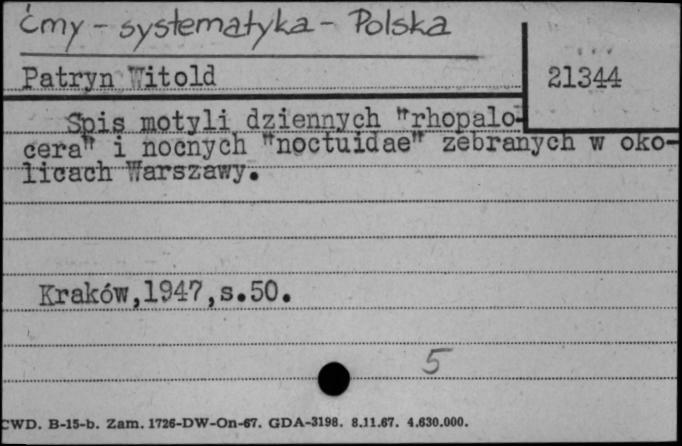 Ćmy - systematyka - Polska
Patryn Witold
21344
Spis motyli dziennych "rhopalo-
cera" i nocnych "noctuidae" zebranych w oko-
licach Warszawy.
Kraków,1947,s.50.
5
CWD. B-15-b. Zam. 1726-DW-On-67. GDA-3198. 8.11.67. 4.630.000.